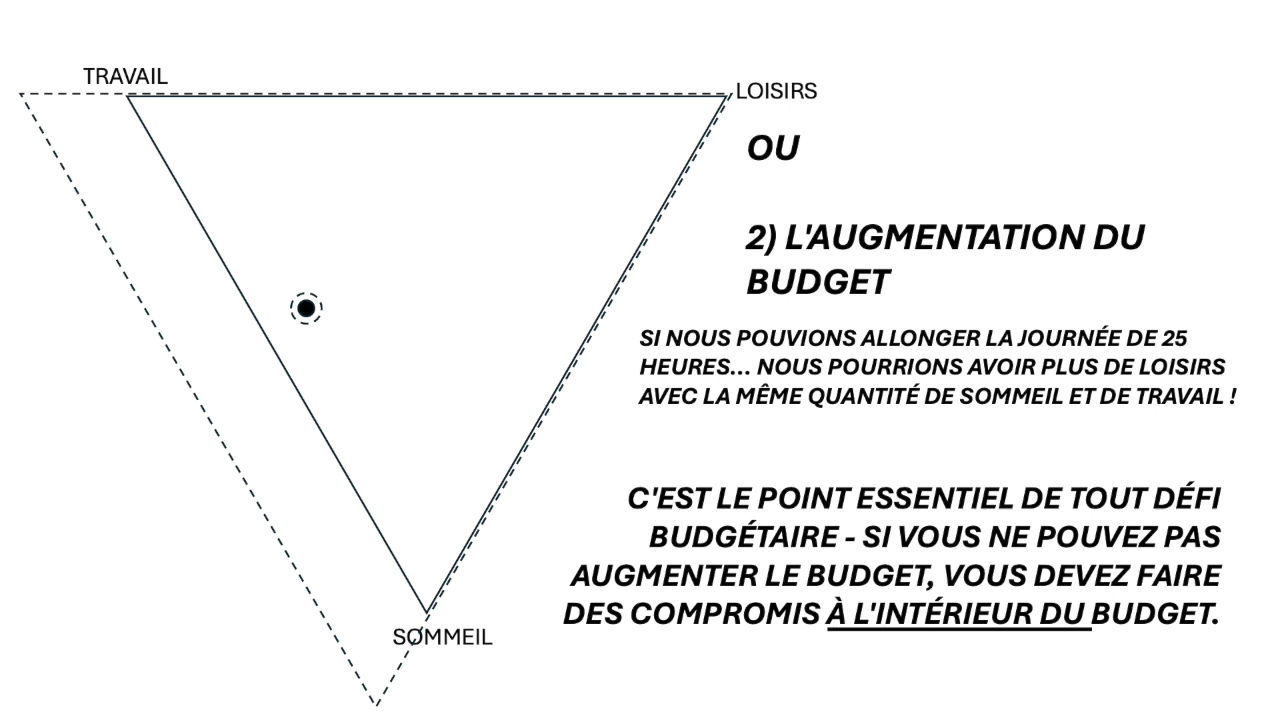 TRAVAIL
LOISIRS
OU
2) L'AUGMENTATION DU
BUDGET
SI NOUS POUVIONS ALLONGER LA JOURNÉE DE 25
HEURES... NOUS POURRIONS AVOIR PLUS DE LOISIRS
AVEC LA MÊME QUANTITÉ DE SOMMEIL ET DE TRAVAIL !
C'EST LE POINT ESSENTIEL DE TOUT DÉFI
BUDGÉTAIRE - SI VOUS NE POUVEZ PAS
AUGMENTER LE BUDGET, VOUS DEVEZ FAIRE
DES COMPROMIS À L'INTÉRIEUR DU BUDGET.
SOMMEIL